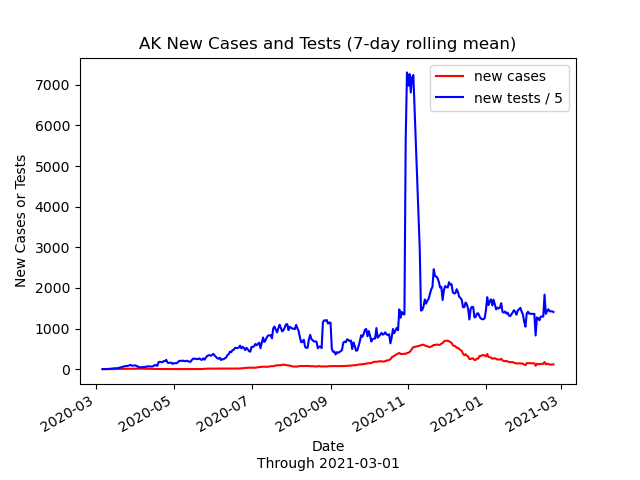 AK New Cases and Tests (7-day rolling mean)
new cases
new tests / 5
New Cases or Tests
7000
6000
5000
4000
3000
2000
1000
0
2020-03
2020-05
2020-07
2020-09
2020-11
2021-01
2021-03
Date
Through 2021-03-01